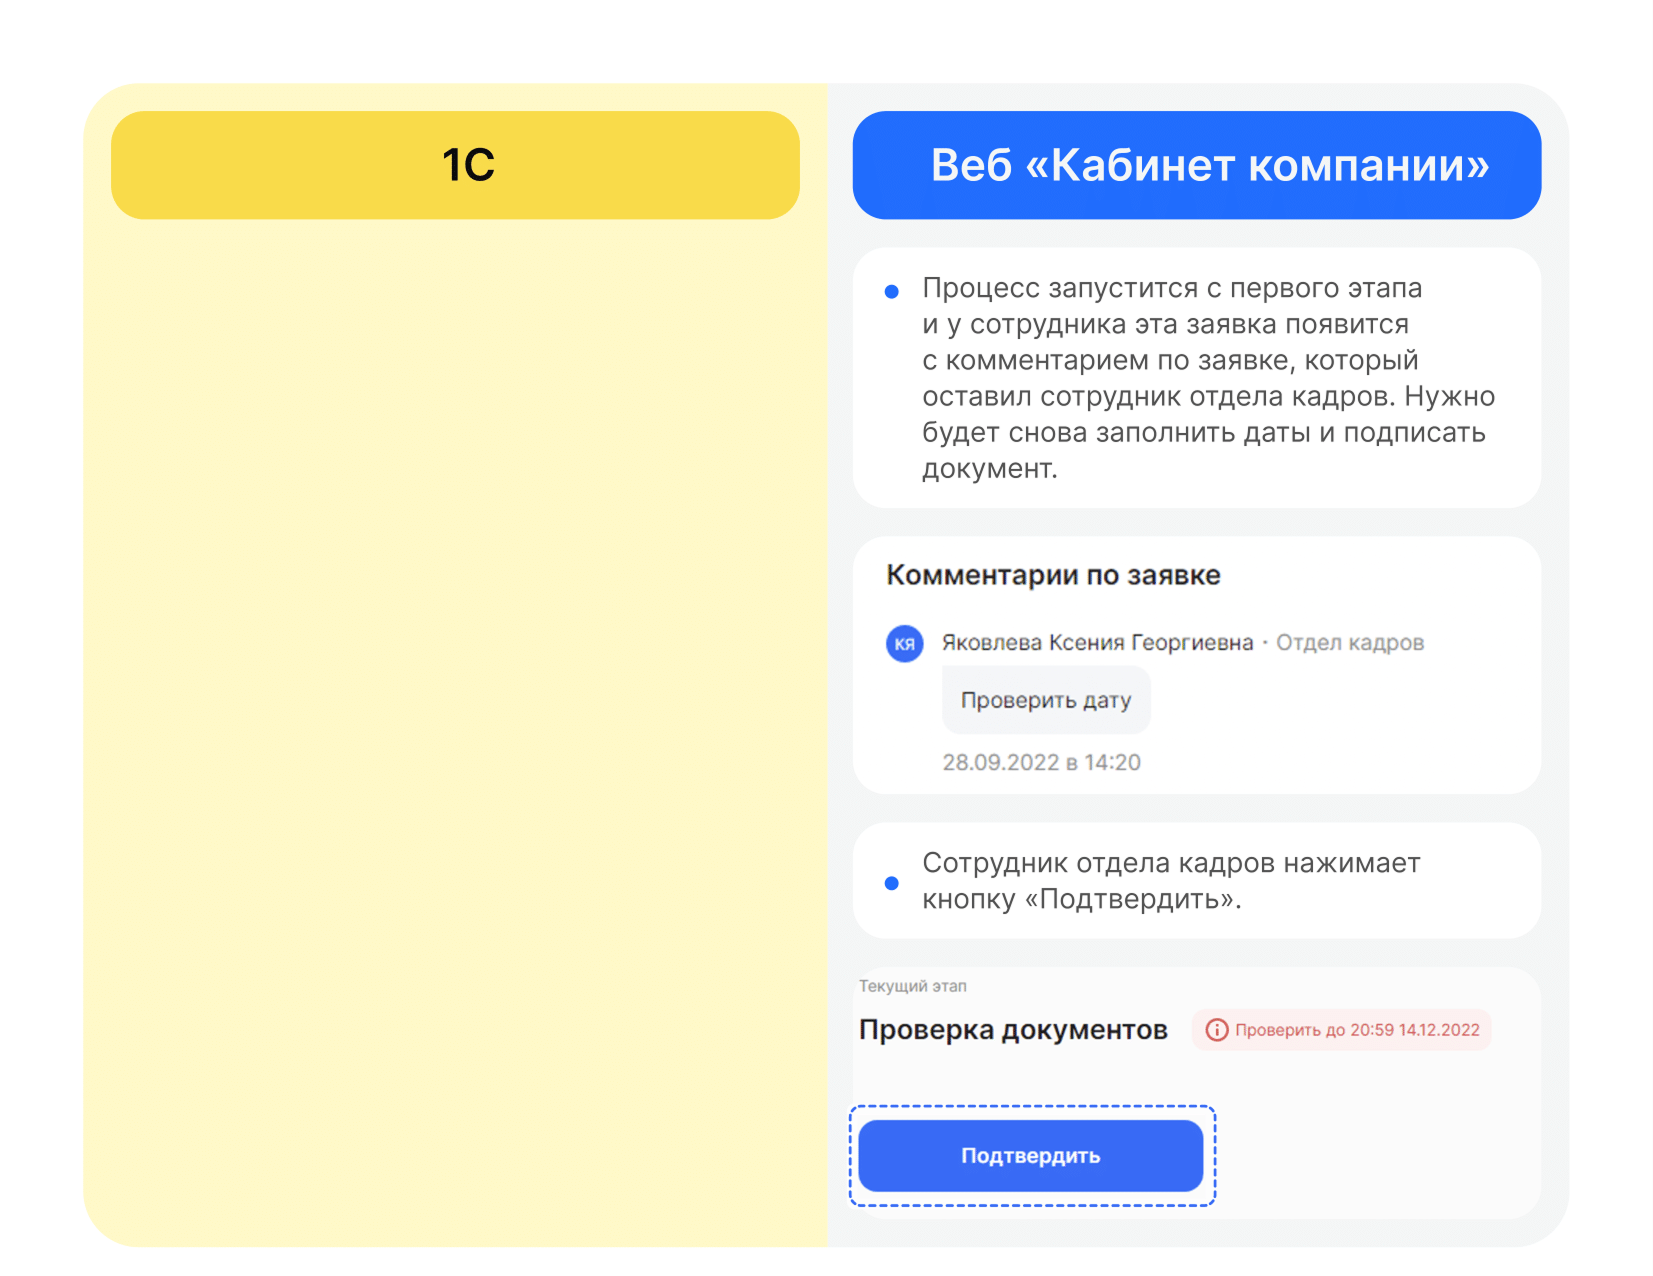 1С
Веб «Кабинет компании»
Процесс запустится с первого этапа
и у сотрудника эта заявка появится
с комментарием по заявке, который
оставил сотрудник отдела кадров. Нужно
будет снова заполнить даты и подписать
документ.
Комментарии по заявке
КЯ
Яковлева Ксения Георгиевна · Отдел кадров
Проверить дату
28.09.2022 в 14:20
Сотрудник отдела кадров нажимает
кнопку «Подтвердить».
Текущий этап
Проверка документов
Проверить до 20:59 14.12.2022
Подтвердить